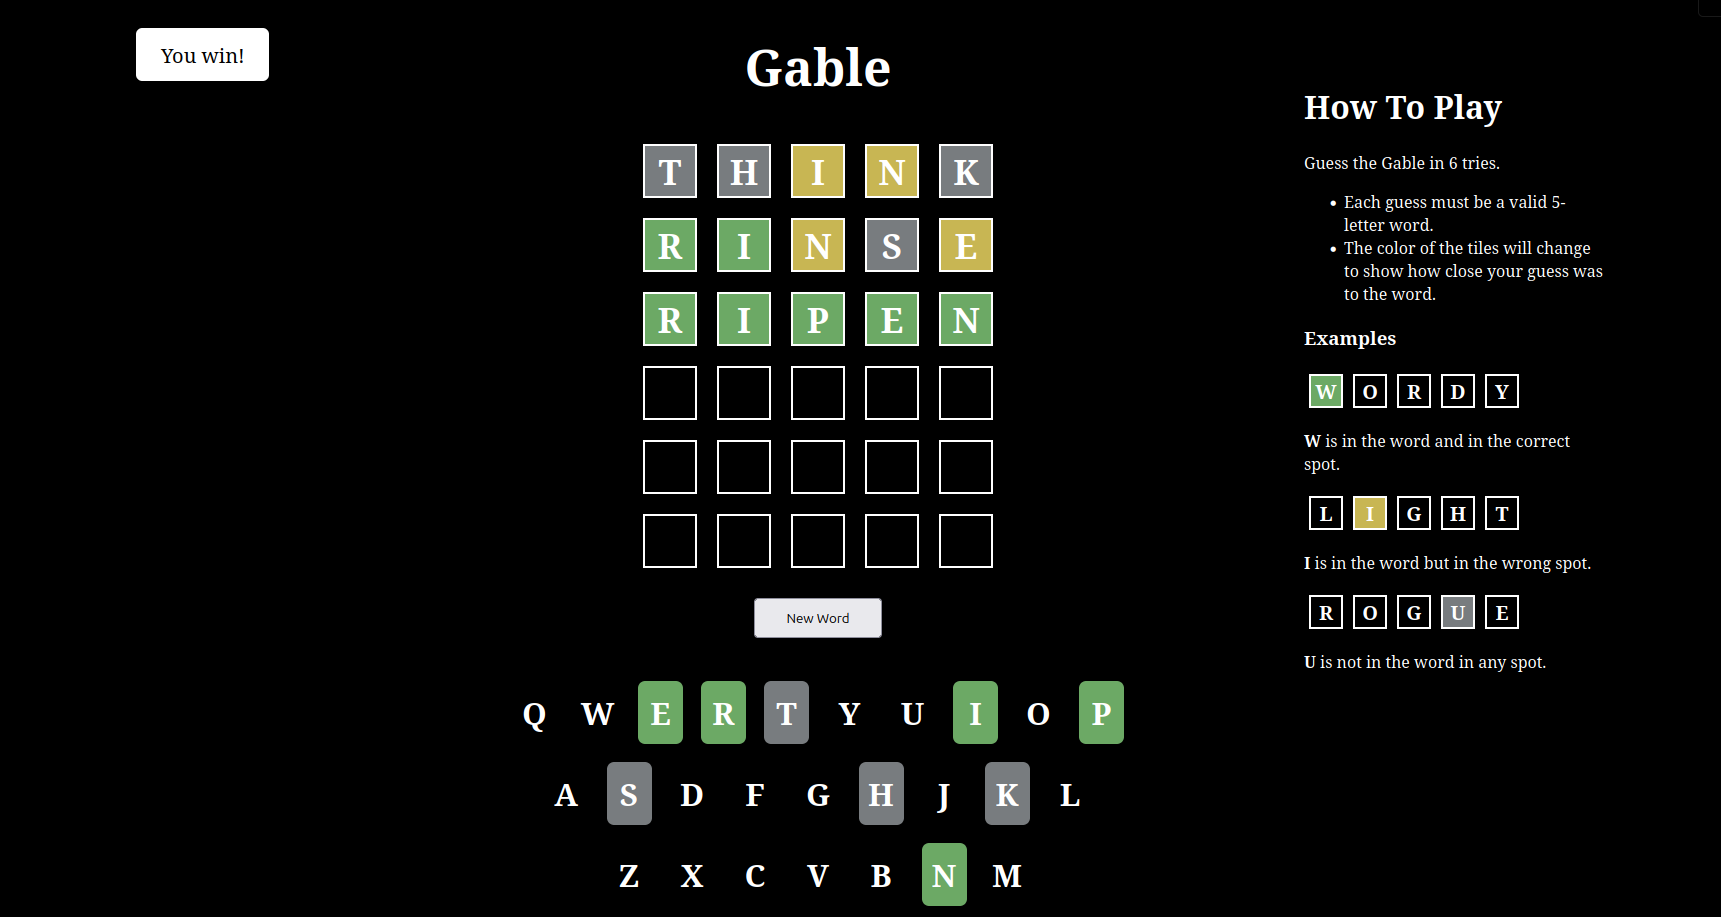 You win!
Gable
T H I N K
R I N S E
R I P E N
New Word
Q W E R T Y U I O P
A S D F G H J K L
Z X C V B N M
How To Play
Guess the Gable in 6 tries.
• Each guess must be a valid 5-
letter word.
• The color of the tiles will change
to show how close your guess was
to the word.
Examples
W O R D Y
W is in the word and in the correct
spot.
L I G H T
I is in the word but in the wrong spot.
R O G U E
U is not in the word in any spot.